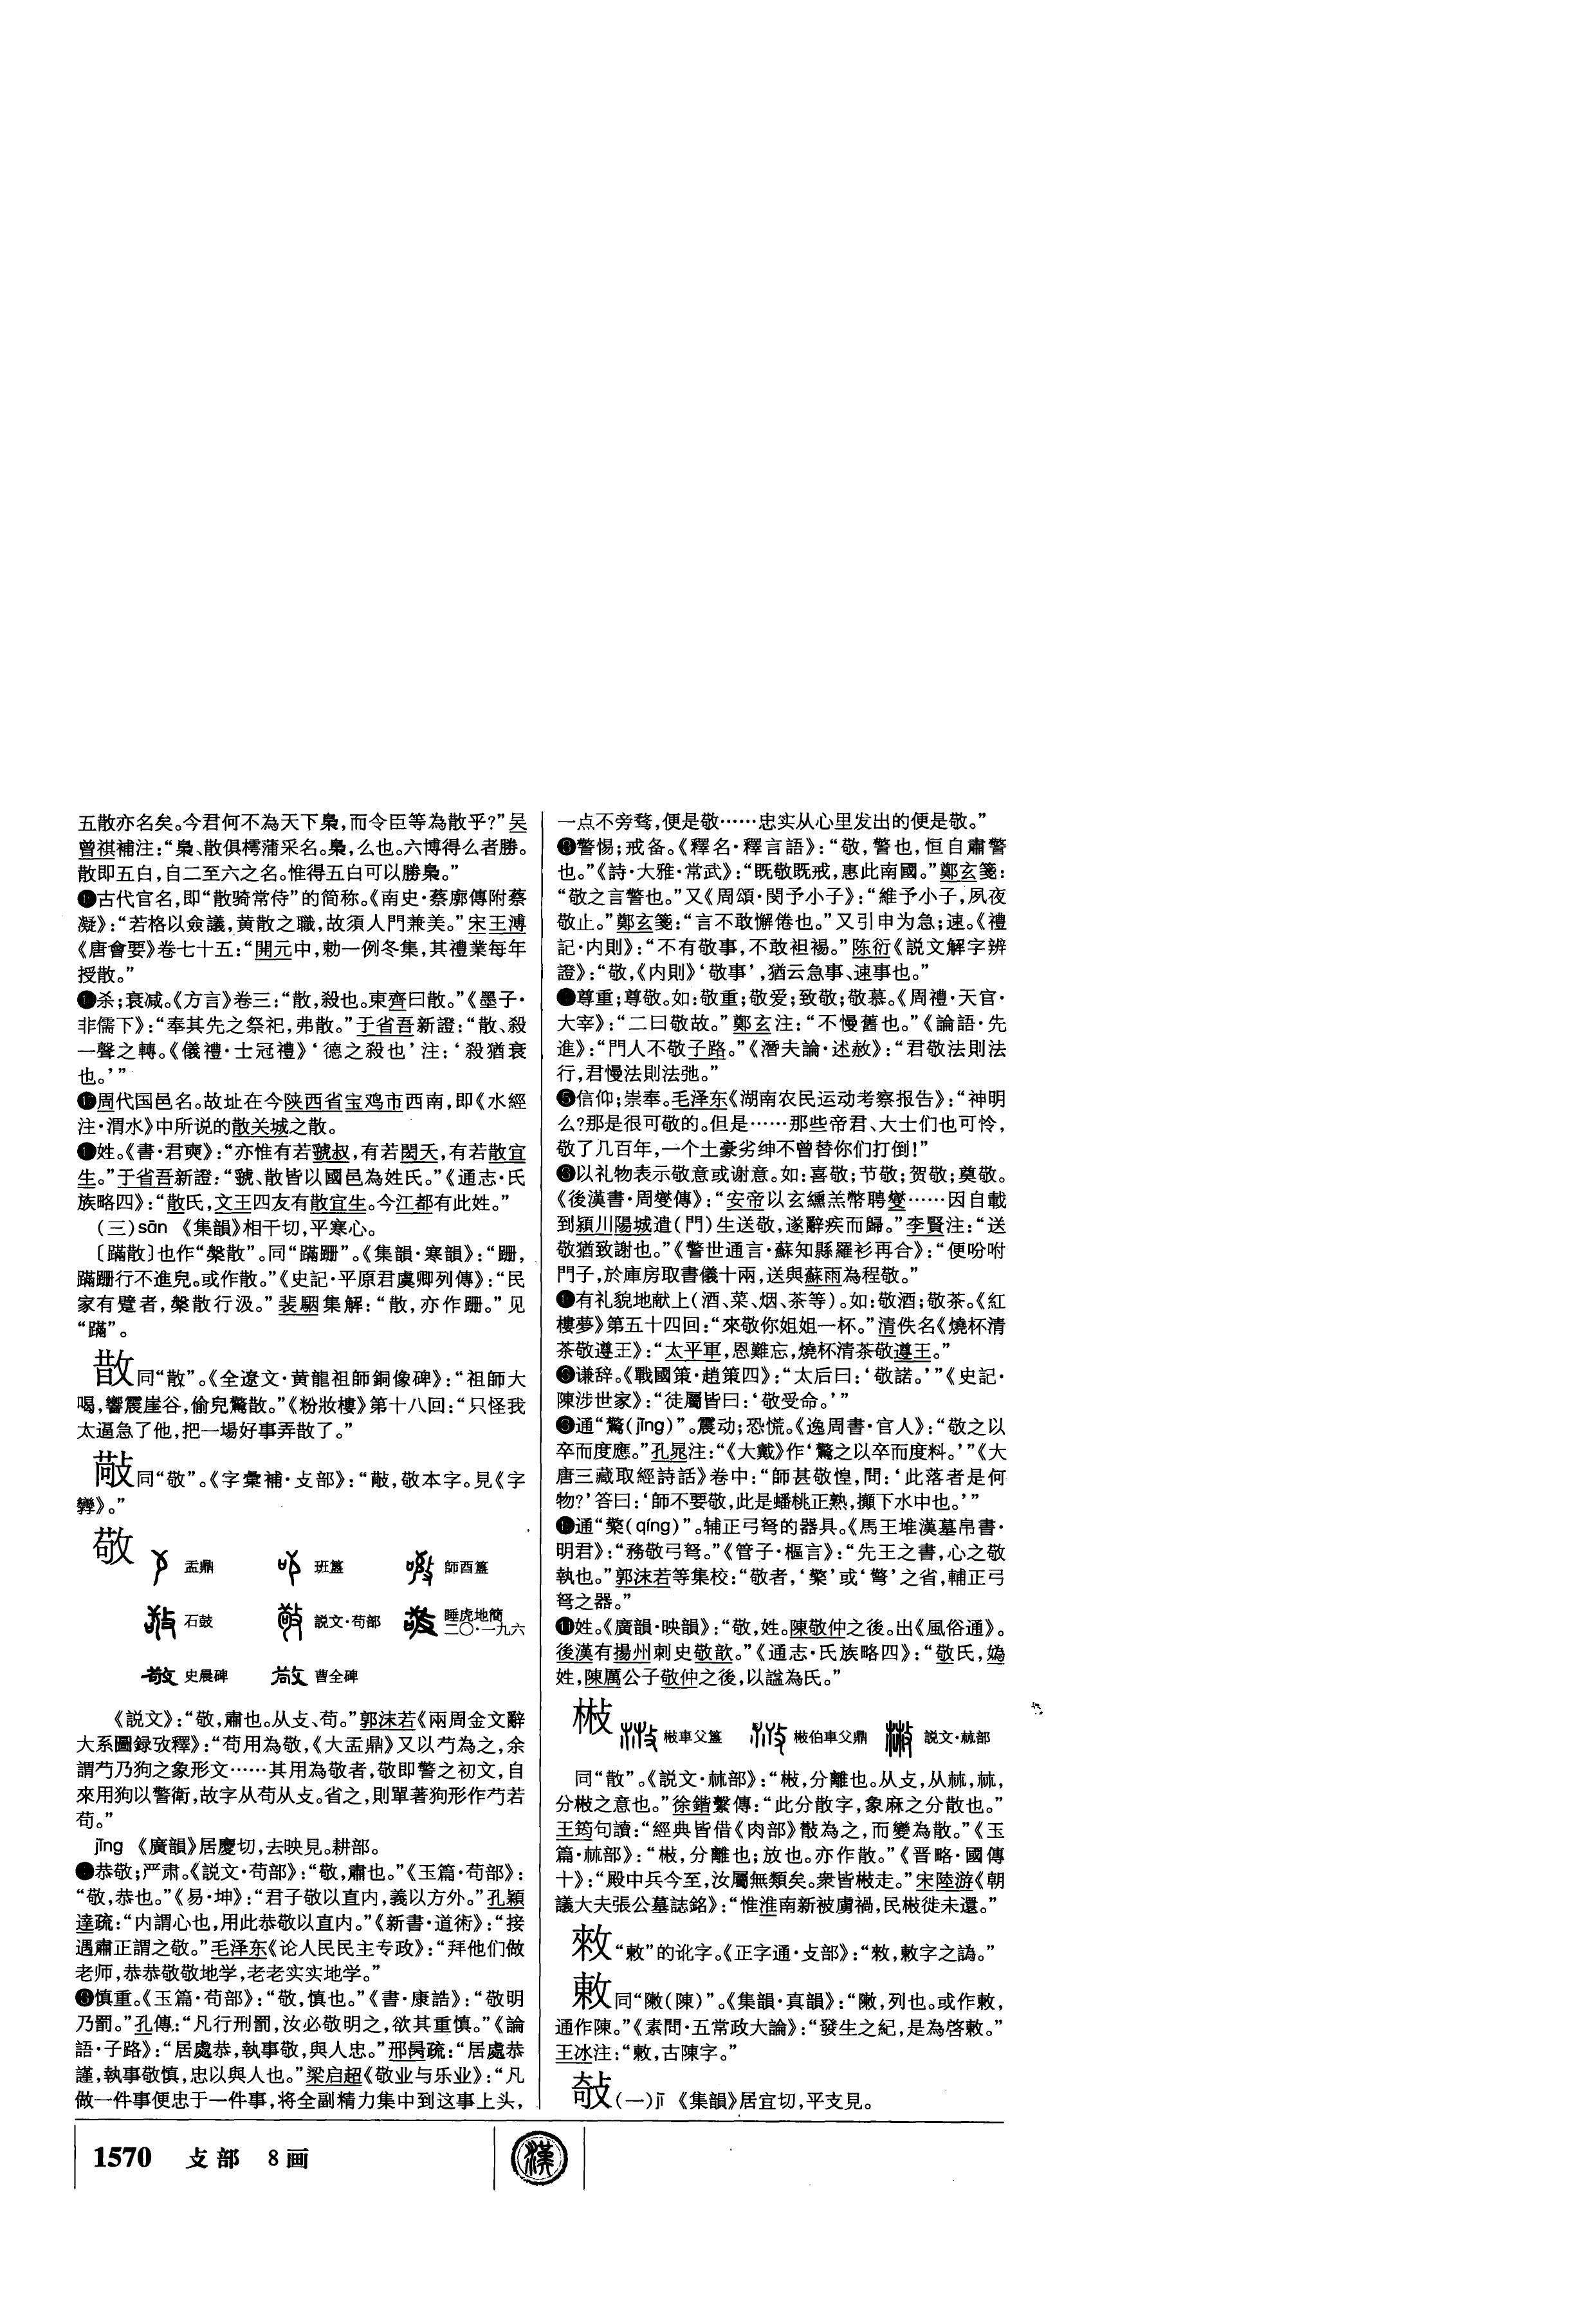 五散亦名矣。今君何不為天下梟，而令臣等為散乎？”吴
曾祺補注：“梟、散俱樗蒲采名。梟，么也。六博得么者勝。
散即五白，自二至六之名。惟得五白可以勝梟。”
古代官名，即“散骑常侍”的简称。《南史·蔡廓傳附蔡
凝》：“若格以僉議，黄散之職，故須人門兼美。”宋王溥
《唐會要》卷七十五：“開元中，勑一例冬集，其禮業每年
授散。”
杀；衰减。《方言》卷三：“散，殺也。東齊曰散。”《墨子·
非儒下》：“奉其先之祭祀，弗散。”于省吾新證：“散、殺
一聲之轉。《儀禮·士冠禮》‘德之殺也’注：‘殺猶衰
也。’”
周代国邑名。故址在今陕西省宝鸡市西南，即《水經
注·渭水》中所说的散关城之散。
姓。《書·君奭》：“亦惟有若虢叔，有若閎夭，有若散宜
生。”于省吾新證：“虢、散皆以國邑為姓氏。”《通志·氏
族略四》：“散氏，文王四友有散宜生。今江都有此姓。”
（三）sān 《集韻》相干切，平寒心。
〔蹣散〕也作“槃散”。同“蹣跚”。《集韻·寒韻》：“跚，
蹣跚行不進皃。或作散。”《史記·平原君虞卿列傳》：“民
家有躄者，槃散行汲。”裴駰集解：“散，亦作跚。”见
“蹣”。
同“散”。《全遼文·黄龍祖師銅像碑》：“祖師大
喝，響震崖谷，偷兒驚散。”《粉妝樓》第十八回：“只怪我
太逼急了他，把一場好事弄散了。”
同“敬”。《字彙補·攴部》：“，敬本字。見《字
辫》。”
敬
盂鼎 班簋 師酉簋
石鼓 説文·茍部 睡虎地簡二〇·一九六
史晨碑 曹全碑
《説文》：“敬，肅也。从攴、茍。”郭沫若《兩周金文辭
大系圖録攷釋》：“茍用為敬，《大盂鼎》又以芍為之，余
謂芍乃狗之象形文……其用為敬者，敬即警之初文，自
來用狗以警衛，故字从茍从攴。省之，則單著狗形作芍若
茍。”
jìng 《廣韻》居慶切，去映見。耕部。
恭敬；严肃。《説文·茍部》：“敬，肅也。”《玉篇·茍部》：
“敬，恭也。”《易·坤》：“君子敬以直内，義以方外。”孔穎
達疏：“内謂心也，用此恭敬以直内。”《新書·道術》：“接
遇肅正謂之敬。”毛泽东《论人民民主专政》：“拜他们做
老师，恭恭敬敬地学，老老实实地学。”
慎重。《玉篇·茍部》：“敬，慎也。”《書·康誥》：“敬明
乃罰。”孔傳：“凡行刑罰，汝必敬明之，欲其重慎。”《論
語·子路》：“居處恭，執事敬，與人忠。”邢昺疏：“居處恭
謹，執事敬慎，忠以與人也。”梁启超《敬业与乐业》：“凡
做一件事便忠于一件事，将全副精力集中到这事上头，
一点不旁骛，便是敬……忠实从心里发出的便是敬。”
警惕；戒备。《釋名·釋言語》：“敬，警也，恒自肅警
也。”《詩·大雅·常武》：“既敬既戒，惠此南國。”鄭玄箋：
“敬之言警也。”又《周頌·閔予小子》：“維予小子，夙夜
敬止。”鄭玄箋：“言不敢懈倦也。”又引申为急；速。《禮
記·内則》：“不有敬事，不敢袒裼。”陈衍《説文解字辨
證》：“敬，《内則》‘敬事’，猶云急事、速事也。”
尊重；尊敬。如：敬重；敬爱；致敬；敬慕。《周禮·天官·
大宰》：“二曰敬故。”鄭玄注：“不慢舊也。”《論語·先
進》：“門人不敬子路。”《潛夫論·述赦》：“君敬法則法
行，君慢法則法弛。”
❺信仰；崇奉。毛泽东《湖南农民运动考察报告》：“神明
么？那是很可敬的。但是……那些帝君、大士们也可怜，
敬了几百年，一个土豪劣绅不曾替你们打倒！”
以礼物表示敬意或谢意。如：喜敬；节敬；贺敬；奠敬。
《後漢書·周燮傳》：“安帝以玄纁羔幣聘燮……因自載
到潁川陽城遣（門）生送敬，遂辭疾而歸。”李賢注：“送
敬猶致謝也。”《警世通言·蘇知縣羅衫再合》：“便吩咐
門子，於庫房取書儀十兩，送與蘇雨為程敬。”
有礼貌地献上（酒、菜、烟、茶等）。如：敬酒；敬茶。《紅
樓夢》第五十四回：“來敬你姐姐一杯。”清佚名《燒杯清
茶敬遵王》：“太平軍，恩難忘，燒杯清茶敬遵王。”
谦辞。《戰國策·趙策四》：“太后曰：‘敬諾。’”《史記·
陳涉世家》：“徒屬皆曰：‘敬受命。’”
通“驚（jīng）”。震动；恐慌。《逸周書·官人》：“敬之以
卒而度應。”孔晁注：“《大戴》作‘驚之以卒而度料。’”《大
唐三藏取經詩話》卷中：“師甚敬惶，問：‘此落者是何
物？’答曰：‘師不要敬，此是蟠桃正熟，攧下水中也。’”
通“檠（qíng）”。辅正弓弩的器具。《馬王堆漢墓帛書·
明君》：“務敬弓弩。”《管子·樞言》：“先王之書，心之敬
執也。”郭沫若等集校：“敬者，‘檠’或‘㢣’之省，輔正弓
弩之器。”
⓫姓。《廣韻·映韻》：“敬，姓。陳敬仲之後。出《風俗通》。
後漢有揚州刺史敬歆。”《通志·氏族略四》：“敬氏，嬀
姓，陳厲公子敬仲之後，以諡為氏。”
㪔
㪔車父簋 㪔伯車父鼎 説文·𣏟部
同“散”。《説文·𣏟部》：“㪔，分離也。从攴，从𣏟，𣏟，
分㪔之意也。”徐鍇繫傳：“此分散字，象麻之分散也。”
王筠句讀：“經典皆借《肉部》㪚為之，而變為散。”《玉
篇·𣏟部》：“㪔，分離也；放也。亦作散。”《晋略·國傳
十》：“殿中兵今至，汝屬無類矣。衆皆㪔走。”宋陸游《朝
議大夫張公墓誌銘》：“惟淮南新被虜禍，民㪔徙未還。”
“敕”的讹字。《正字通·攴部》：“，敕字之譌。”
敶
同“敶（陳）”。《集韻·真韻》：“敶，列也。或作，
通作陳。”《素問·五常政大論》：“發生之紀，是為啓。”
王冰注：“，古陳字。”
攲（一）jī 《集韻》居宜切，平支見。
1570 攴部 8画
漢